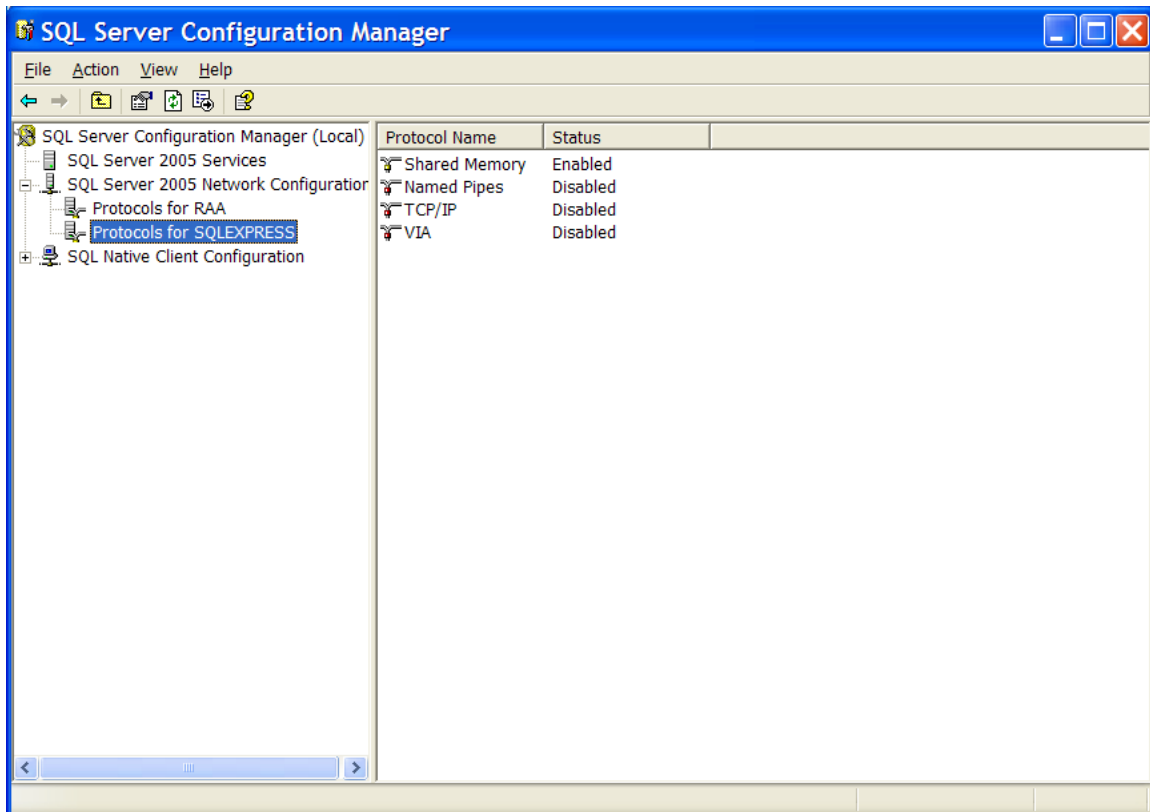 SQL Server Configuration Manager
File Action View Help
SQL Server Configuration Manager (Local)
SQL Server 2005 Services
SQL Server 2005 Network Configuration
Protocols for RAA
Protocols for SQLEXPRESS
SQL Native Client Configuration
Protocol Name Status
Shared Memory Enabled
Named Pipes Disabled
TCP/IP Disabled
VIA Disabled